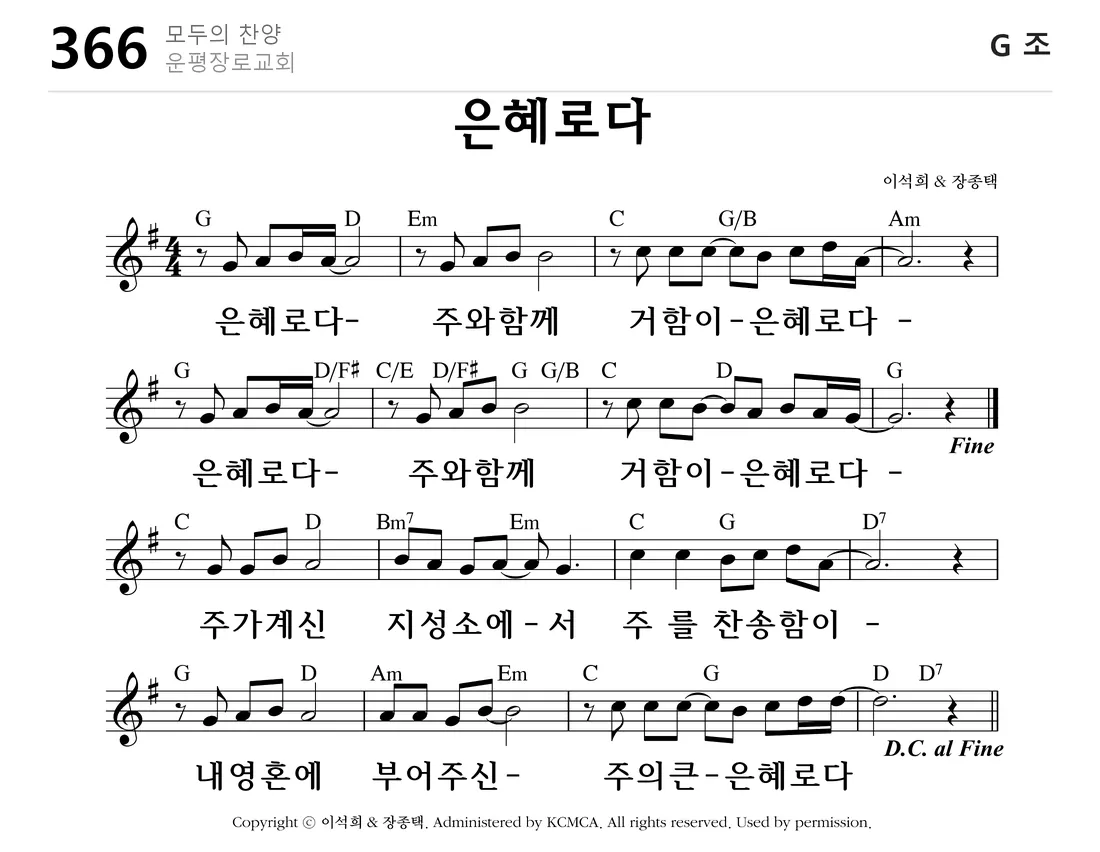 366 모두의 찬양
운평장로교회
G 조
은혜로다
이석희 & 장종택
G D Em C G/B Am
은혜로다- 주와함께 거함이-은혜로다 -
G D/F♯ C/E D/F♯ G G/B C D G
Fine
은혜로다- 주와함께 거함이-은혜로다 -
C D Bm7 Em C G D7
주가계신 지성소에-서 주 를 찬송함이 -
G D Am Em C G D D7
D.C. al Fine
내영혼에 부어주신- 주의큰-은혜로다
Copyright ⓒ 이석희 & 장종택. Administered by KCMCA. All rights reserved. Used by permission.